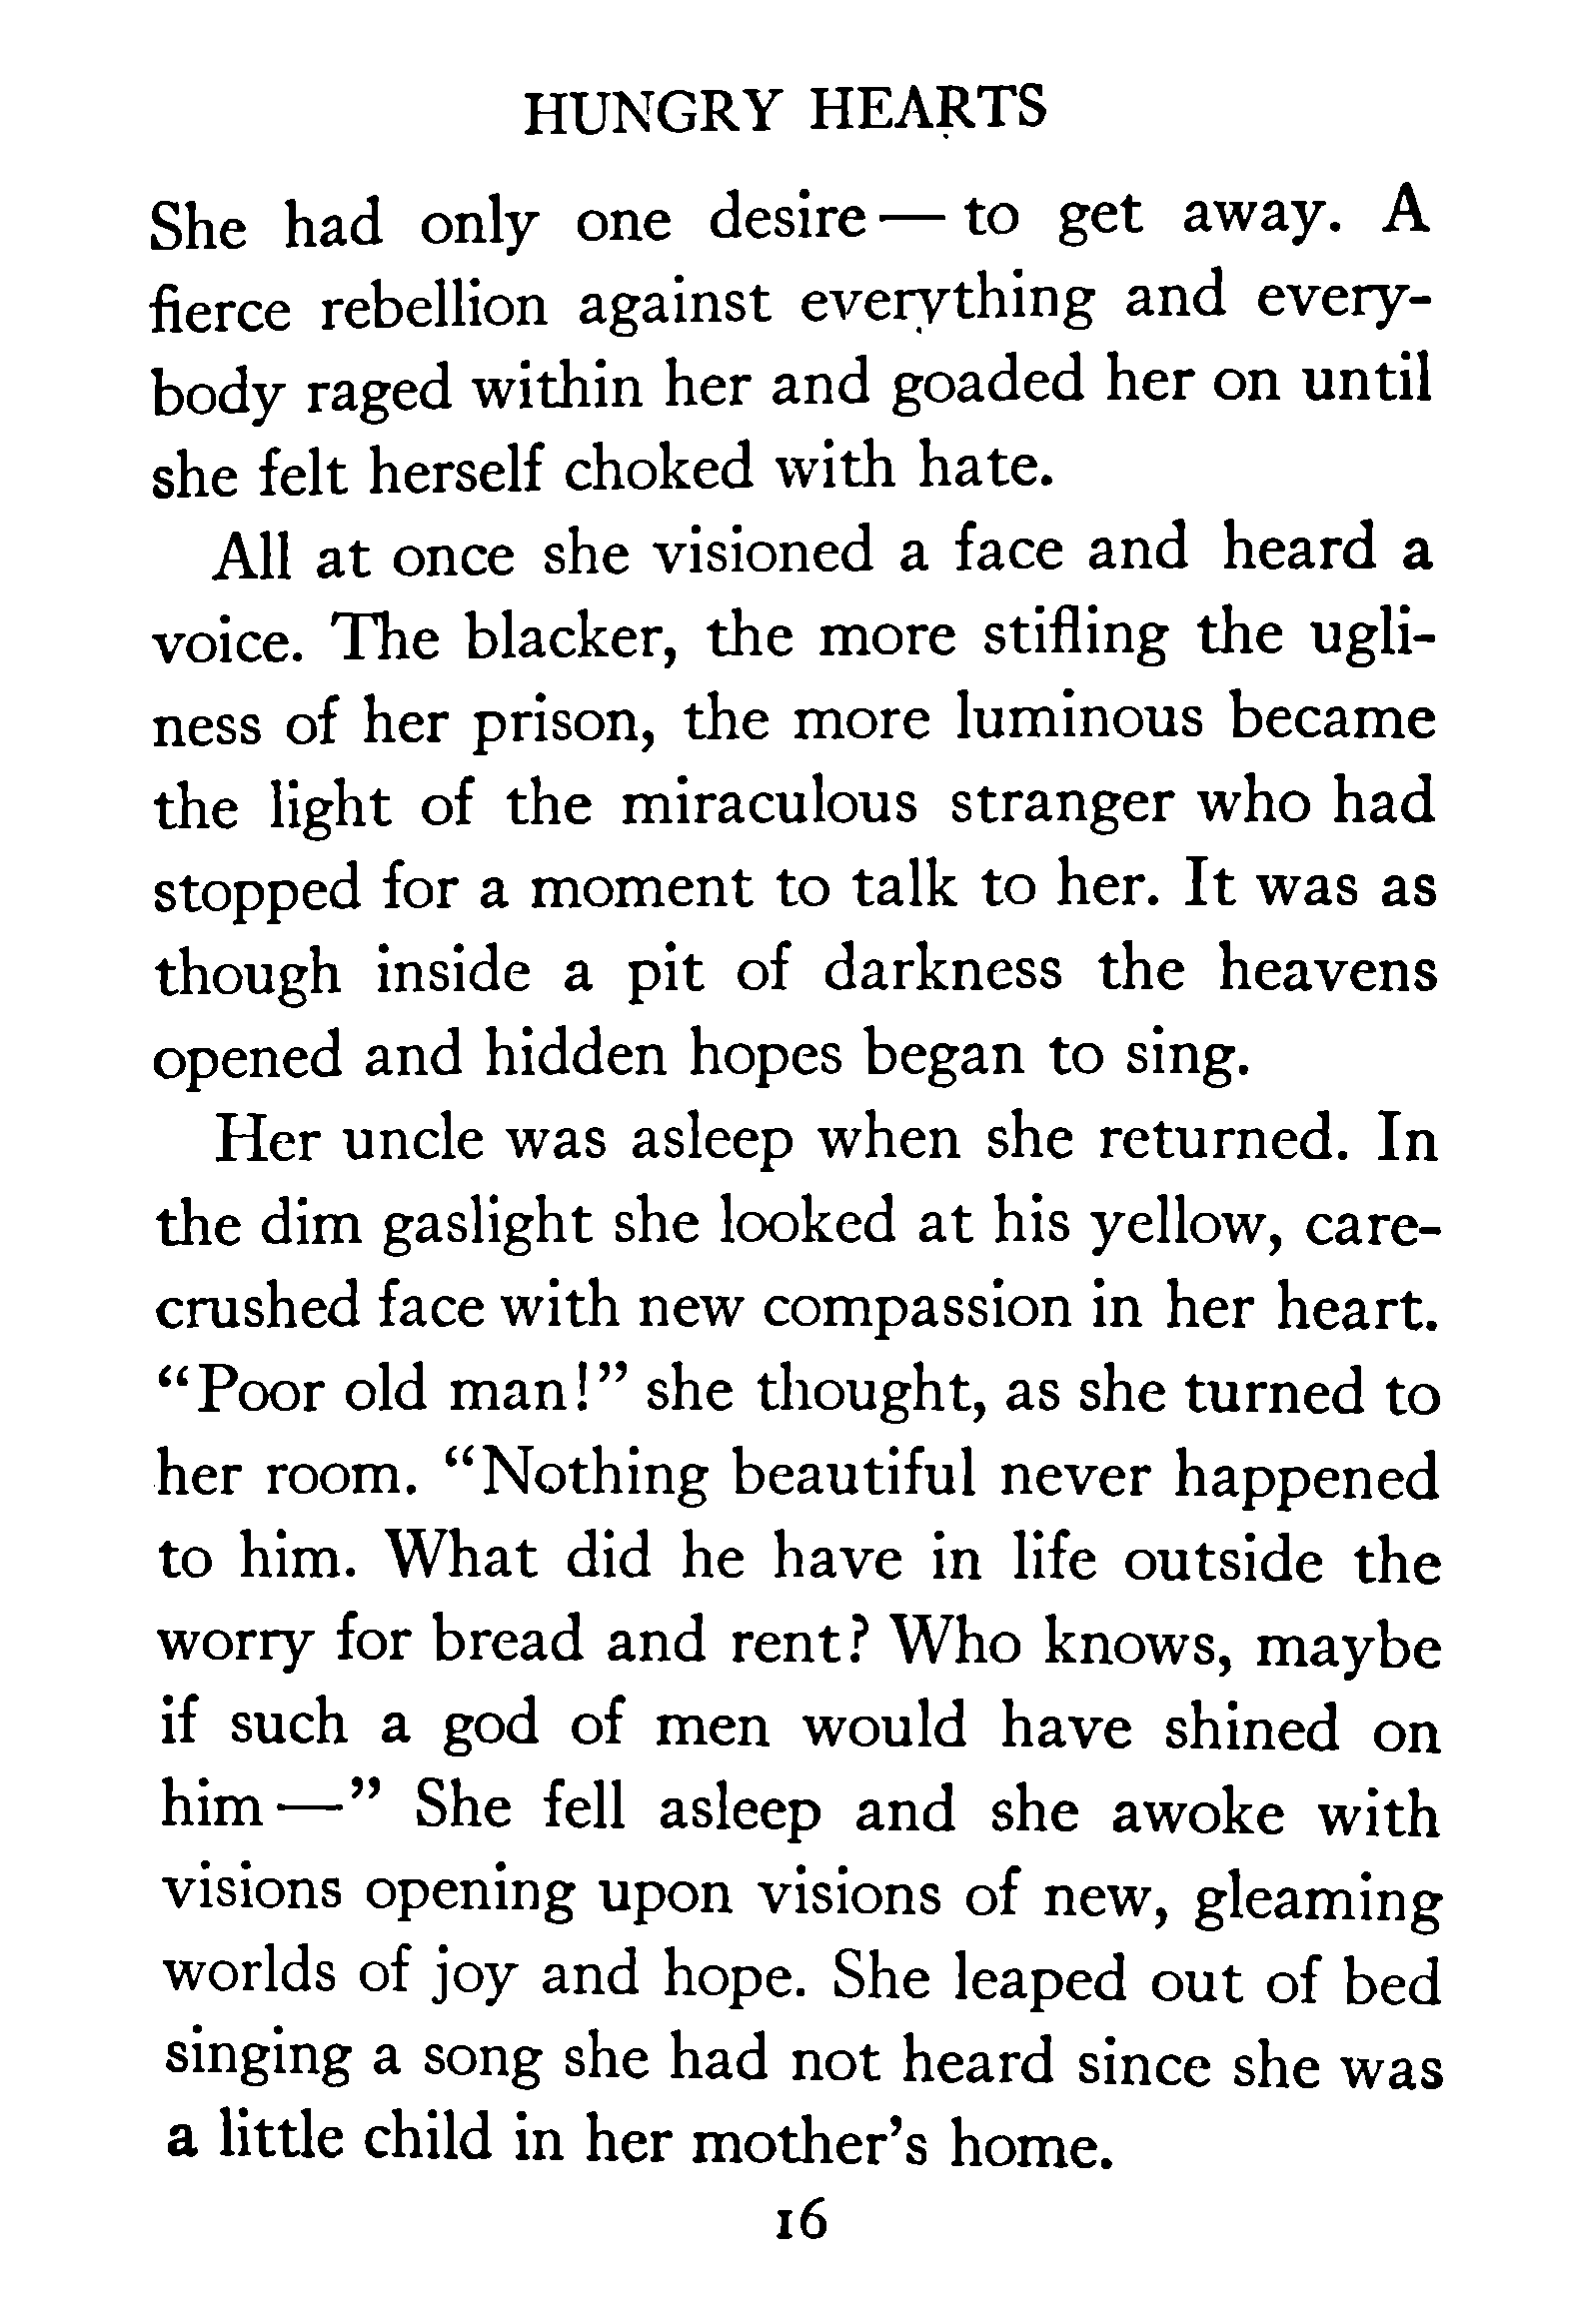 HUNGRY HEARTS
She had only one desire — to get away. A
fierce rebellion against everything and every-
body raged within her and goaded her on until
she felt herself choked with hate.
All at once she visioned a face and heard a
voice. The blacker, the more stifling the ugli-
ness of her prison, the more luminous became
the light of the miraculous stranger who had
stopped for a moment to talk to her. It was as
though inside a pit of darkness the heavens
opened and hidden hopes began to sing.
Her uncle was asleep when she returned. In
the dim gaslight she looked at his yellow, care-
crushed face with new compassion in her heart.
“Poor old man!” she thought, as she turned to
her room. “Nothing beautiful never happened
to him. What did he have in life outside the
worry for bread and rent? Who knows, maybe
if such a god of men would have shined on
him —” She fell asleep and she awoke with
visions opening upon visions of new, gleaming
worlds of joy and hope. She leaped out of bed
singing a song she had not heard since she was
a little child in her mother’s home.
16